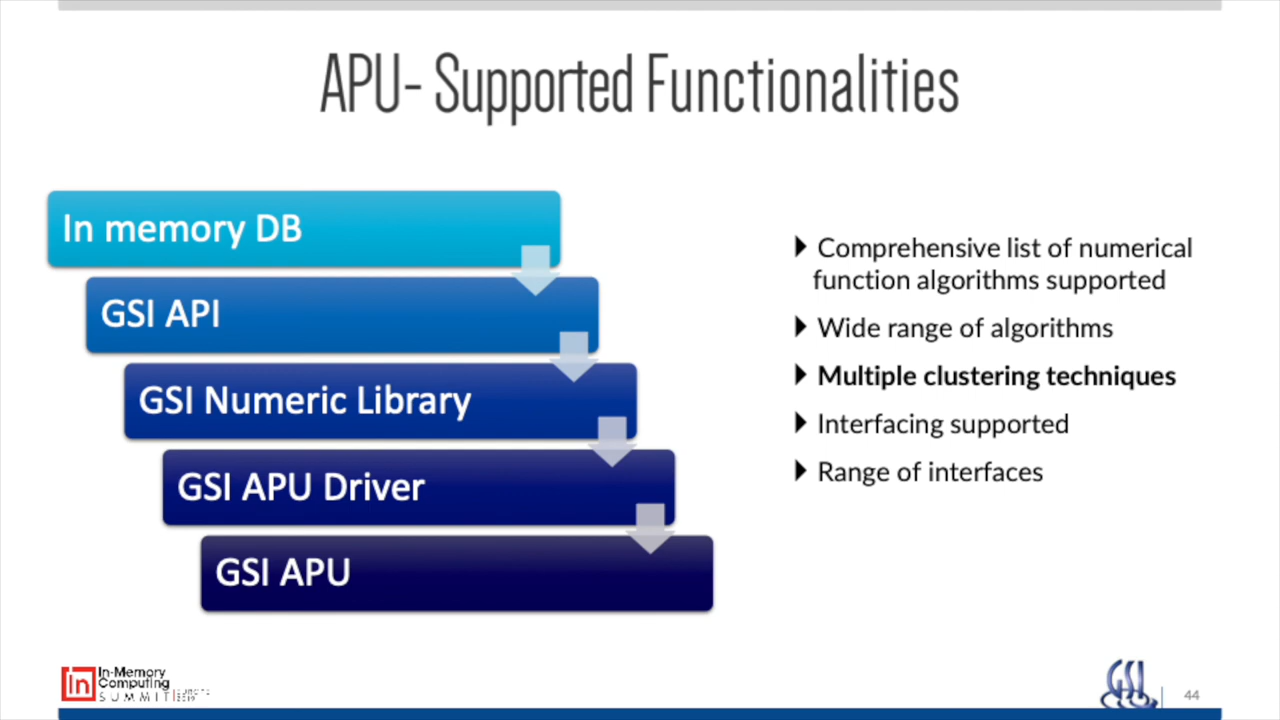 APU- Supported Functionalities
In memory DB
GSI API
GSI Numeric Library
GSI APU Driver
GSI APU
Comprehensive list of numerical
function algorithms supported
Wide range of algorithms
Multiple clustering techniques
Interfacing supported
Range of interfaces
In
In-Memory
Computing
SUMMIT
GSI
44